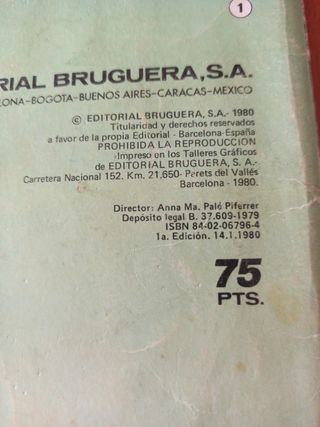 1
RIAL BRUGUERA, S.A.
LONA-BOGOTA-BUENOS AIRES-CARACAS-MEXICO
© EDITORIAL BRUGUERA, S.A.- 1980
Titularidad y derechos reservados
a favor de la propia Editorial - Barcelona-España
PROHIBIDA LA REPRODUCCION
Impreso en los Talleres Gráficos
de EDITORIAL BRUGUERA, S.A.-
Carretera Nacional 152. Km. 21,650- Perets del Vallés
Barcelona - 1980.
Director: Anna Ma. Paló Piferrer
Depósito legal B. 37.609-1979
ISBN 84-02-06796-4
1a. Edición. 14.1.1980
75
PTS.